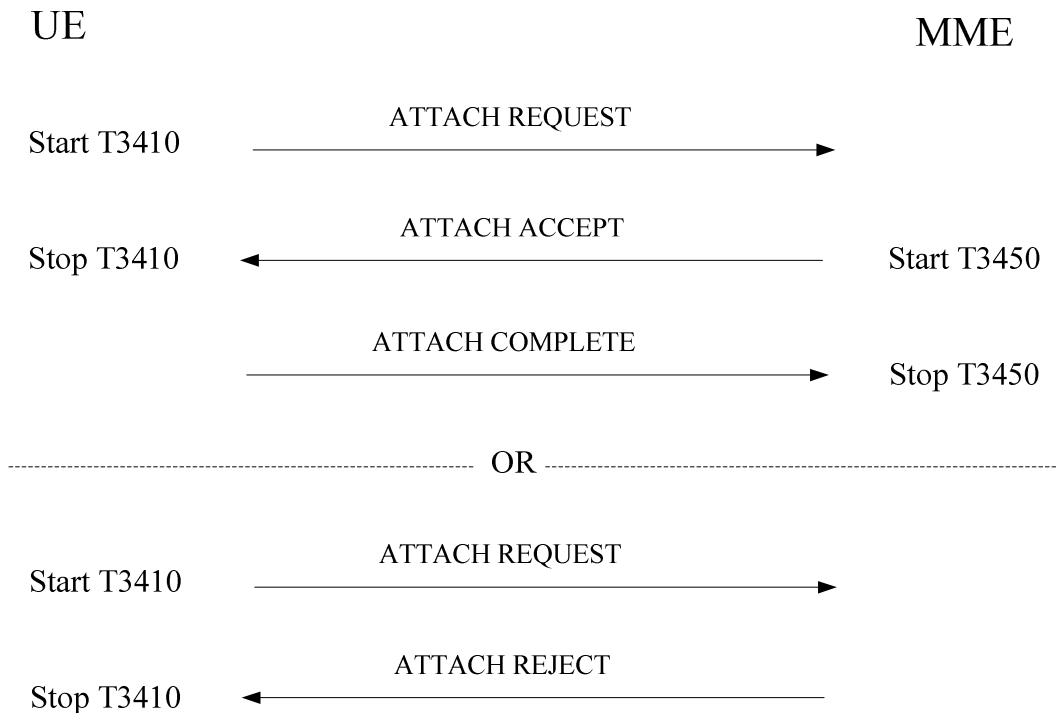 UE
MME
ATTACH REQUEST
Start T3410
ATTACH ACCEPT
Stop T3410
Start T3450
ATTACH COMPLETE
Stop T3450
OR
ATTACH REQUEST
Start T3410
ATTACH REJECT
Stop T3410